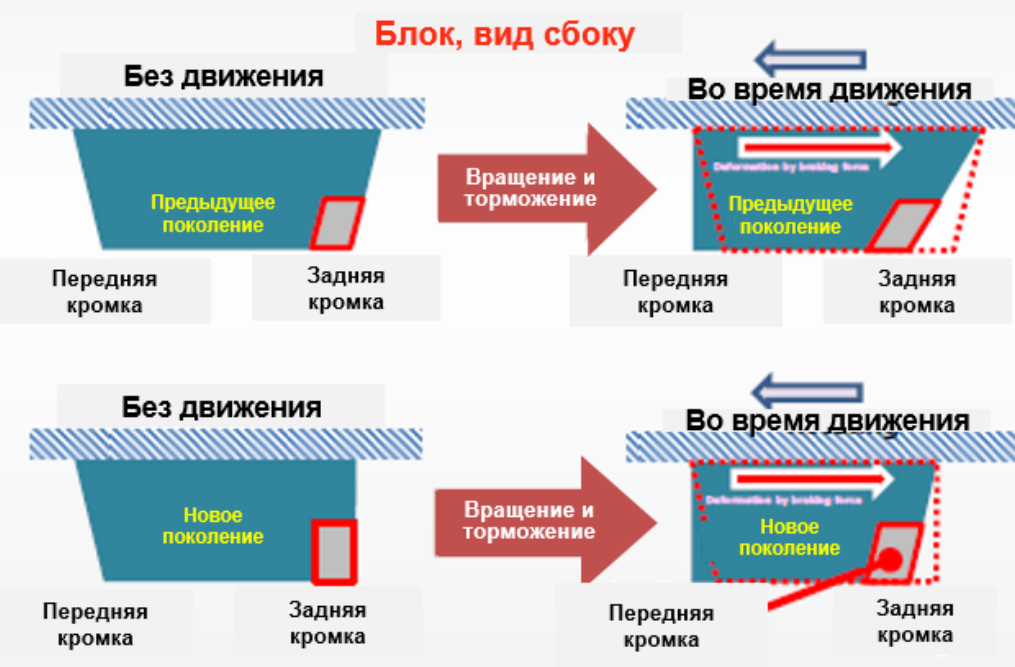 Блок, вид сбоку
Без движения
Во время движения
Предыдущее
поколение
Вращение и
торможение
Deformation by braking force
Предыдущее
поколение
Передняя
кромка
Задняя
кромка
Передняя
кромка
Задняя
кромка
Без движения
Во время движения
Новое
поколение
Вращение и
торможение
Deformation by braking force
Новое
поколение
Передняя
кромка
Задняя
кромка
Передняя
кромка
Задняя
кромка